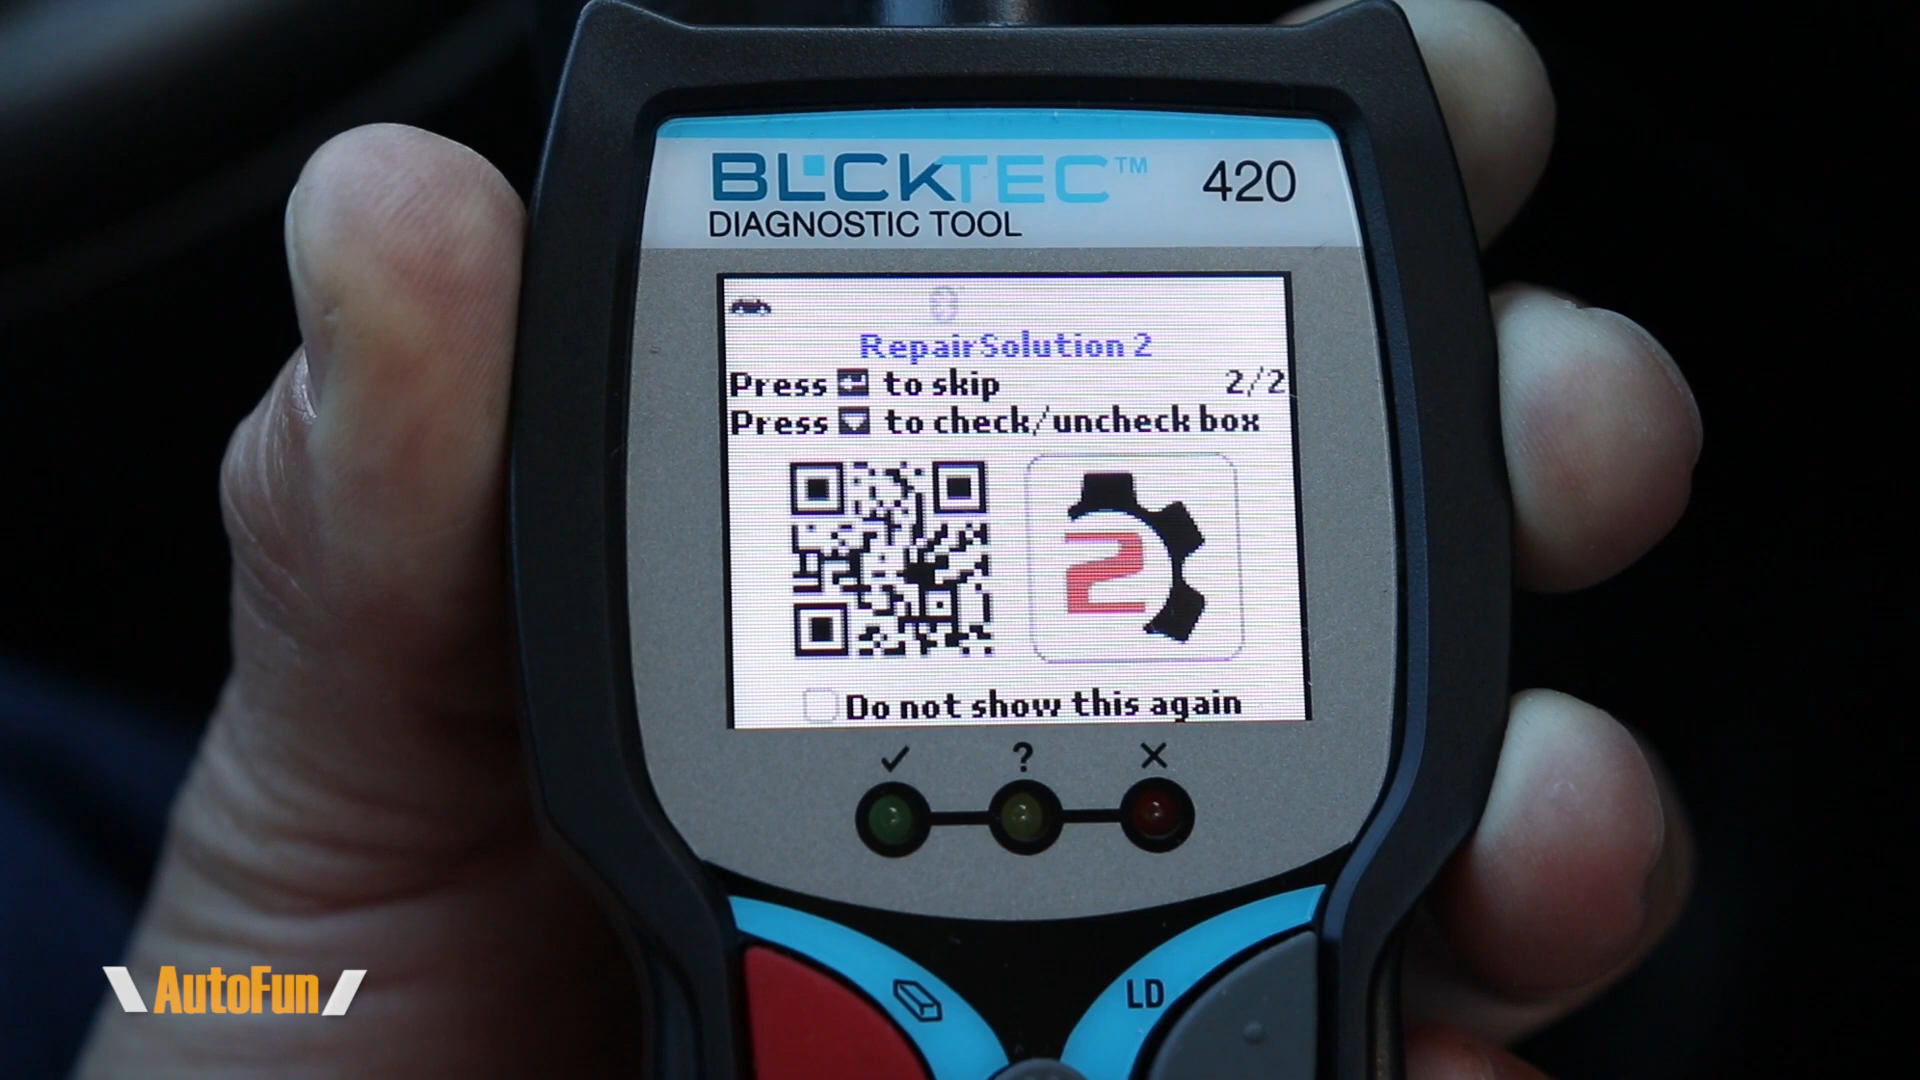 BLCKTEC™ 420
DIAGNOSTIC TOOL
RepairSolution 2
Press to skip 2/2
Press to check/uncheck box
2
Do not show this again
✓ ? X
LD
AutoFun